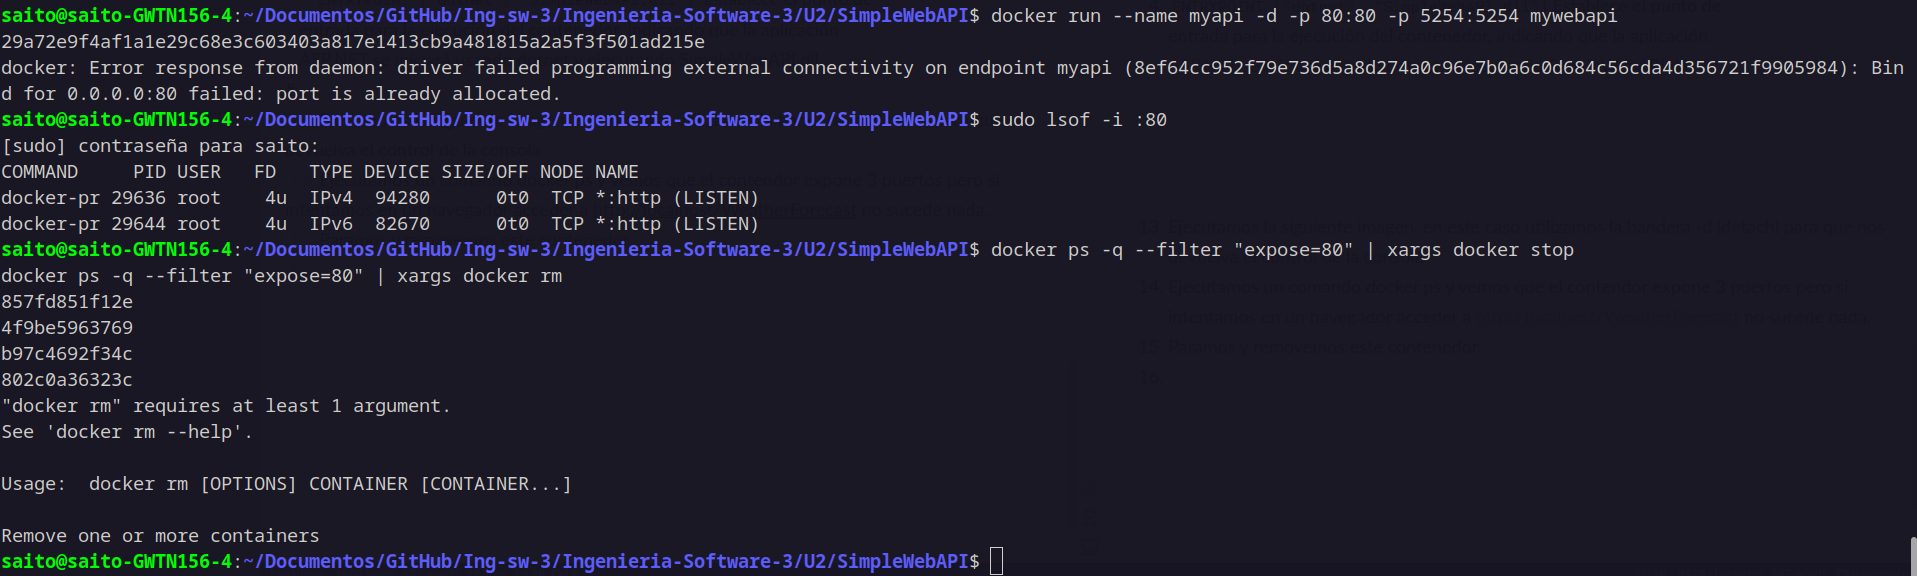 saito@saito-GWTN156-4:~/Documentos/GitHub/Ing-sw-3/Ingenieria-Software-3/U2/SimpleWebAPI$ docker run --name myapi -d -p 80:80 -p 5254:5254 mywebapi
29a72e9f4af1a1e29c68e3c603403a817e1413cb9a481815a2a5f3f501ad215e
docker: Error response from daemon: driver failed programming external connectivity on endpoint myapi (8ef64cc952f79e736d5a8d274a0c96e7b0a6c0d684c56cda4d356721f9905984): Bin
d for 0.0.0.0:80 failed: port is already allocated.
saito@saito-GWTN156-4:~/Documentos/GitHub/Ing-sw-3/Ingenieria-Software-3/U2/SimpleWebAPI$ sudo lsof -i :80
[sudo] contraseña para saito:
COMMAND     PID USER   FD   TYPE DEVICE SIZE/OFF NODE NAME
docker-pr 29636 root    4u  IPv4  94280      0t0  TCP *:http (LISTEN)
docker-pr 29644 root    4u  IPv6  82670      0t0  TCP *:http (LISTEN)
saito@saito-GWTN156-4:~/Documentos/GitHub/Ing-sw-3/Ingenieria-Software-3/U2/SimpleWebAPI$ docker ps -q --filter "expose=80" | xargs docker stop
docker ps -q --filter "expose=80" | xargs docker rm
857fd851f12e
4f9be5963769
b97c4692f34c
802c0a36323c
"docker rm" requires at least 1 argument.
See 'docker rm --help'.
Usage:  docker rm [OPTIONS] CONTAINER [CONTAINER...]
Remove one or more containers
saito@saito-GWTN156-4:~/Documentos/GitHub/Ing-sw-3/Ingenieria-Software-3/U2/SimpleWebAPI$